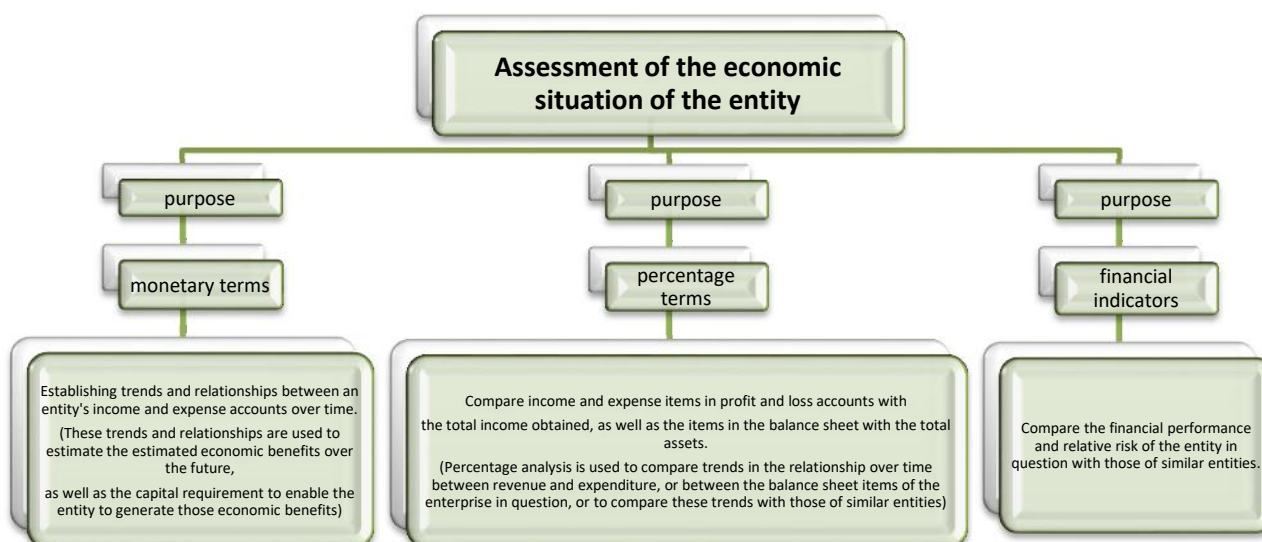 Assessment of the economic
situation of the entity
purpose
purpose
purpose
monetary terms
percentage
terms
financial
indicators
Establishing trends and relationships between an
entity's income and expense accounts over time.
(These trends and relationships are used to
estimate the estimated economic benefits over
the future,
as well as the capital requirement to enable the
entity to generate those economic benefits)
Compare income and expense items in profit and loss accounts with
the total income obtained, as well as the items in the balance sheet with the total
assets.
(Percentage analysis is used to compare trends in the relationship over time
between revenue and expenditure, or between the balance sheet items of the
enterprise in question, or to compare these trends with those of similar entities)
Compare the financial performance
and relative risk of the entity in
question with those of similar entities.